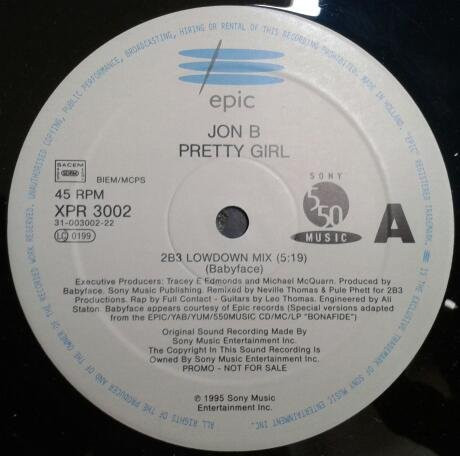 epic
JON B
PRETTY GIRL
SACEM
BIEM/MCPS
45 RPM
XPR 3002
31-003002-22
LC 0199
SONY
550
MUSIC
A
2B3 LOWDOWN MIX (5:19)
(Babyface)
Executive Producers: Tracey E Edmonds and Michael McQuarn. Produced by
Babyface. Sony Music Publishing. Remixed by Neville Thomas & Pule Phett for 2B3
Productions. Rap by Full Contact - Guitars by Leo Thomas. Engineered by Ali
Staton. Babyface appears courtesy of Epic records (Special versions adapted
from the EPIC/YAB/YUM/550MUSIC CD/MC/LP "BONAFIDE")
Original Sound Recording Made By
Sony Music Entertainment Inc.
The Copyright In This Sound Recording Is
Owned By Sony Music Entertainment Inc.
PROMO - NOT FOR SALE
℗ 1995 Sony Music
Entertainment Inc.
ALL RIGHTS OF THE PRODUCER AND OF THE OWNER OF THE RECORDED WORK RESERVED. UNAUTHORISED COPYING, PUBLIC PERFORMANCE, BROADCASTING, HIRING OR RENTAL OF THIS RECORDING PROHIBITED. MADE IN HOLLAND. "EPIC" REGISTERED TRADEMARK. IS THE EXCLUSIVE TRADEMARK OF SONY MUSIC ENTERTAINMENT INC.